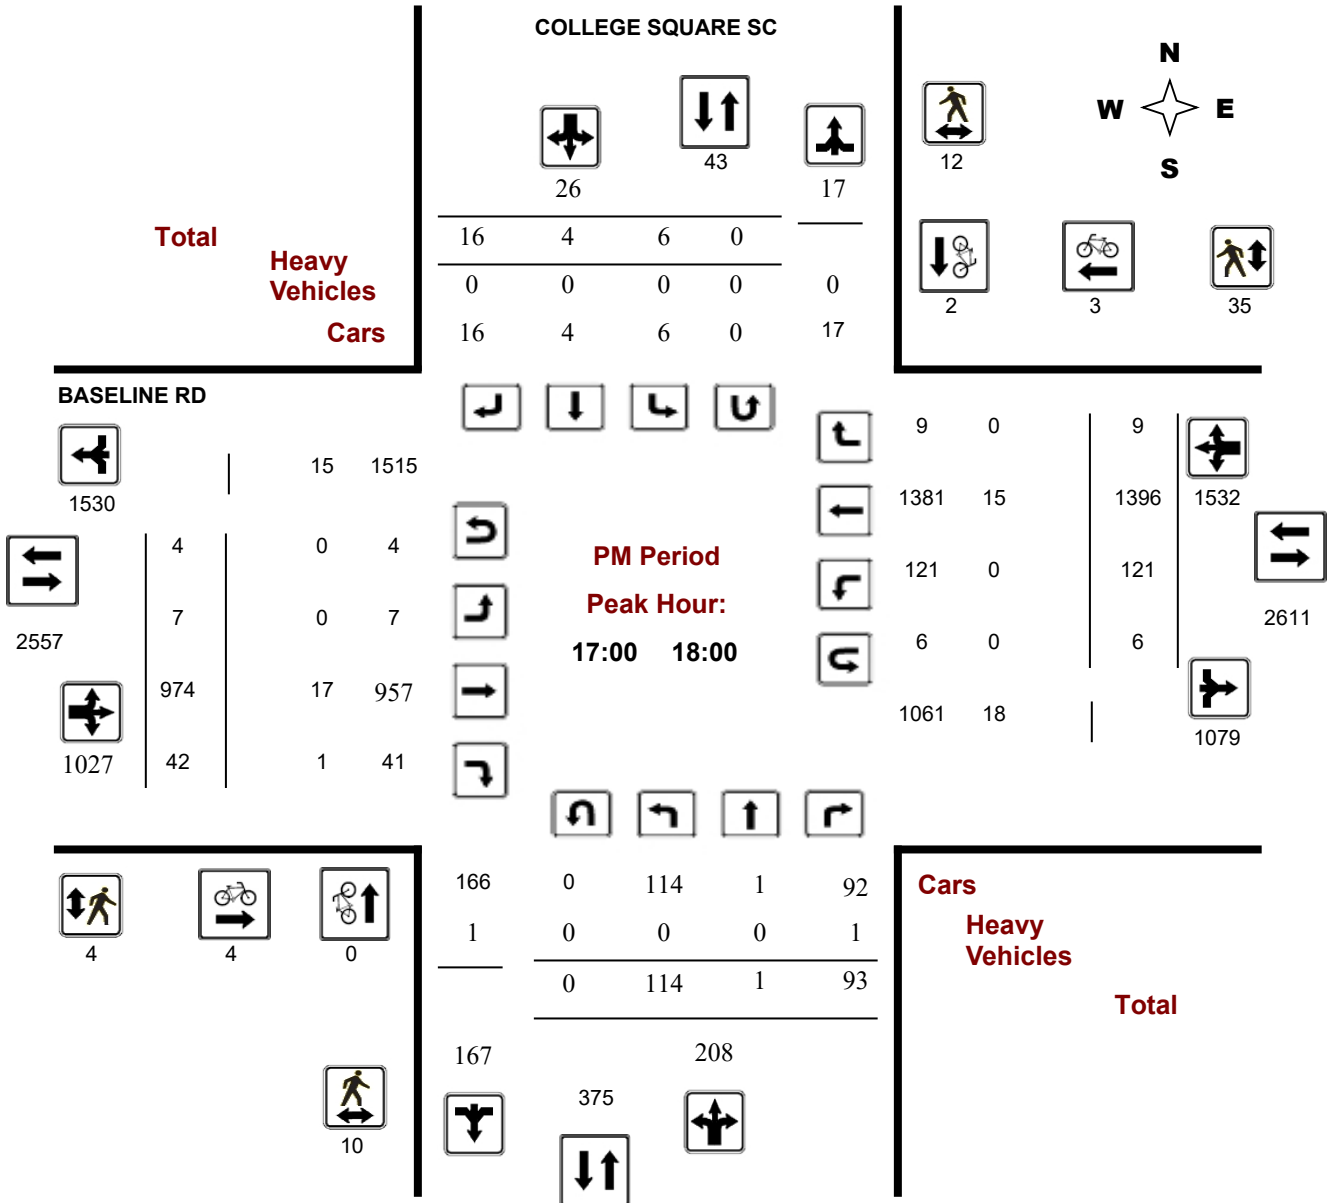 COLLEGE SQUARE SC
N
W E
S
43
12
26 17
Total 16 4 6 0
Heavy
Vehicles 0 0 0 0 0
Cars 16 4 6 0 17
2 3 35
BASELINE RD
15 1515
1530
4 0 4
7 0 7
2557
974 17 957
1027 42 1 41
PM Period
Peak Hour:
17:00 18:00
9 0 9
1381 15 1396 1532
121 0 121
2611
6 0 6
1061 18
1079
166 0 114 1 92 Cars
1 0 0 0 1 Heavy
Vehicles
4 4 0
0 114 1 93
Total
167 208
375
10